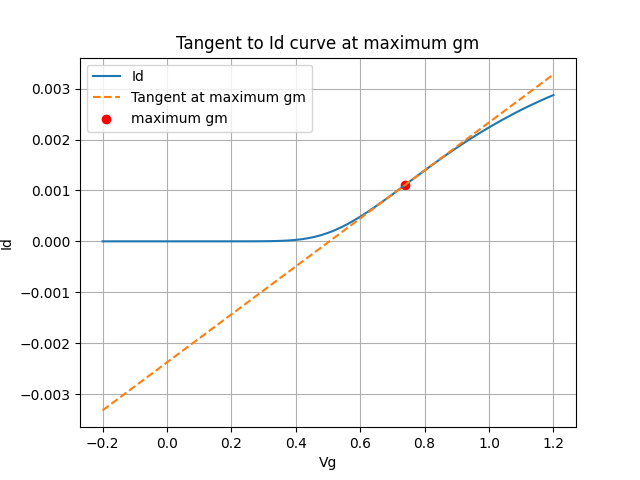 Tangent to Id curve at maximum gm
Id
Tangent at maximum gm
maximum gm
0.003
0.002
0.001
0.000
−0.001
−0.002
−0.003
Id
−0.2 0.0 0.2 0.4 0.6 0.8 1.0 1.2
Vg